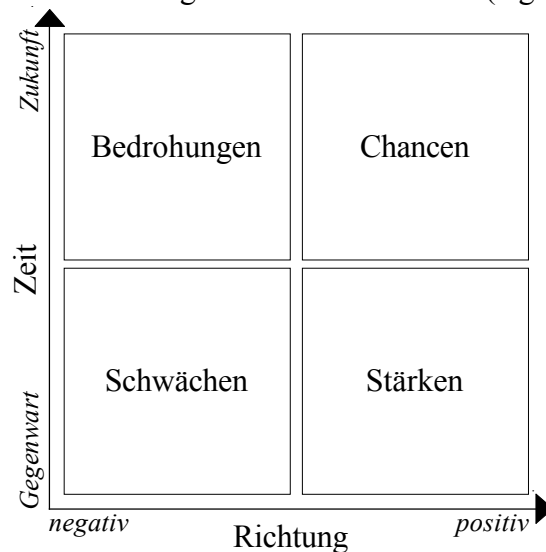 Zukunft
Bedrohungen
Chancen
Zeit
Schwächen
Stärken
Gegenwart
negativ
positiv
Richtung